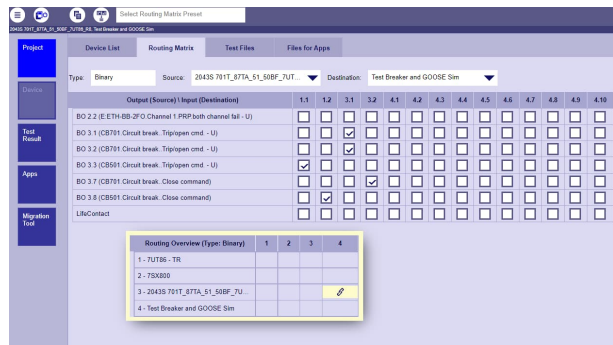 Select Routing Matrix Preset
2043S 701T_87TA_51_50BF_7UT86_R8, Test Breaker and GOOSE Sim
Project
Device List
Routing Matrix
Test Files
Files for Apps
Type:
Binary
Source:
2043S 701T_87TA_51_50BF_7UT...
Destination:
Test Breaker and GOOSE Sim
Device
Output (Source) \ Input (Destination) 1.1 1.2 3.1 3.2 4.1 4.2 4.3 4.4 4.5 4.6 4.7 4.8 4.9 4.10
BO 2.2 (E:ETH-BB-2FO.Channel 1.PRP.both channel fail - U)
Test
Result
BO 3.1 (CB701.Circuit break..Trip/open cmd. - U)
BO 3.2 (CB701.Circuit break..Trip/open cmd. - U)
BO 3.3 (CB501.Circuit break..Trip/open cmd. - U)
Apps
BO 3.7 (CB701.Circuit break..Close command)
BO 3.8 (CB501.Circuit break..Close command)
LifeContact
Migration
Tool
Routing Overview (Type: Binary) 1 2 3 4
1 - 7UT86 - TR
2 - 7SX800
3 - 2043S 701T_87TA_51_50BF_7U...
4 - Test Breaker and GOOSE Sim